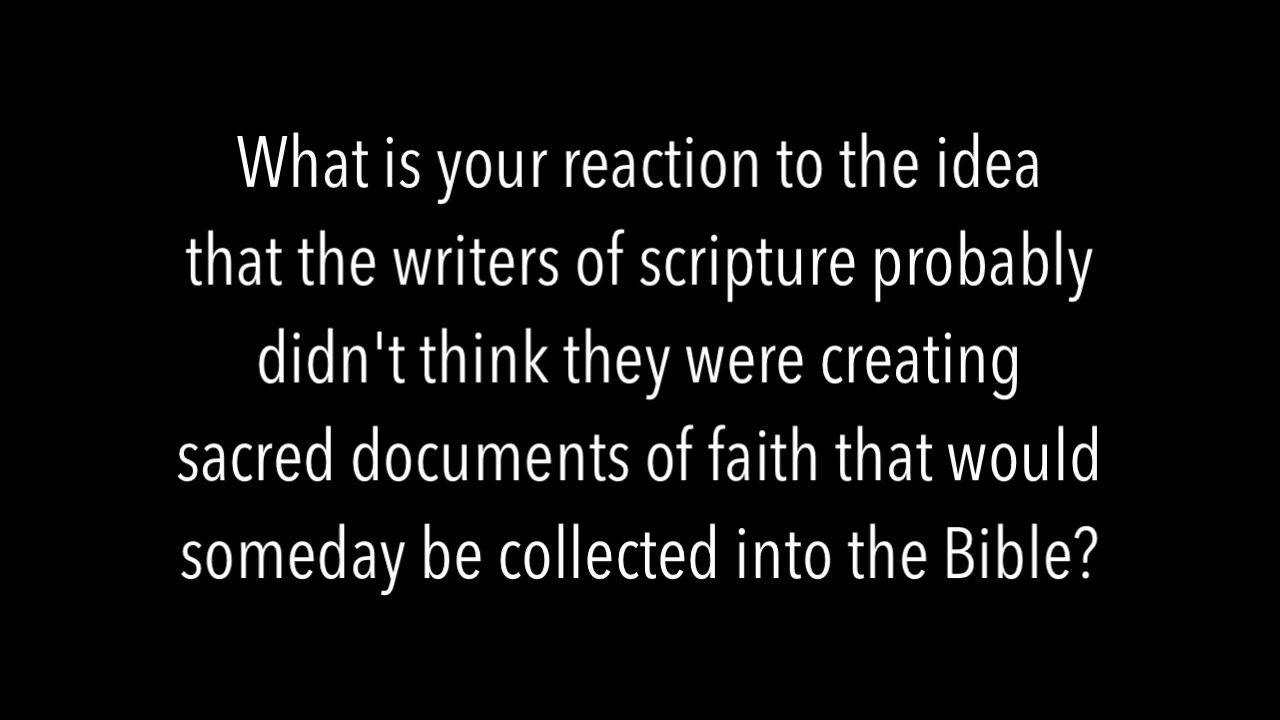 What is your reaction to the idea
that the writers of scripture probably
didn't think they were creating
sacred documents of faith that would
someday be collected into the Bible?